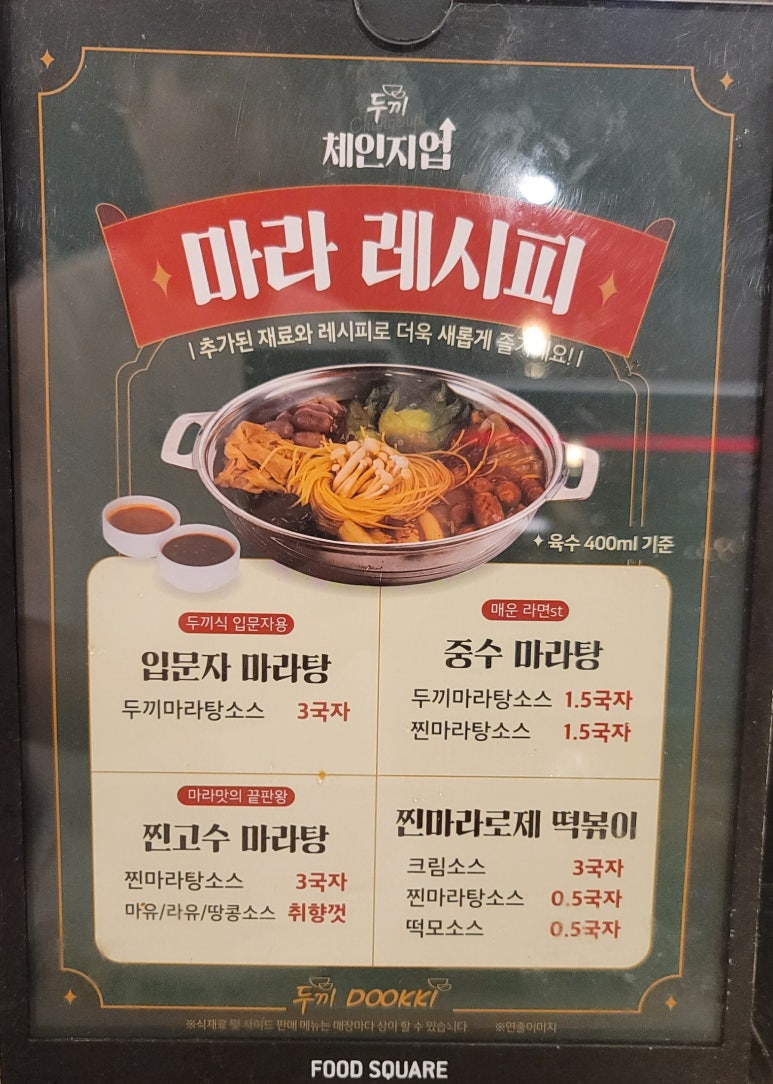 두끼
체인지업
마라 레시피
추가된 재료와 레시피로 더욱 새롭게
육수 400ml 기준
두끼식 입문자용
입문자 마라탕
두끼마라탕소스 3국자
매운 라면st
중수 마라탕
두끼마라탕소스 1.5국자
찐마라탕소스 1.5국자
마라맛의 끝판왕
찐고수 마라탕
찐마라탕소스 3국자
마유/라유/땅콩소스 취향껏
찐마라로제 떡볶이
크림소스 3국자
찐마라탕소스 0.5국자
떡모소스 0.5국자
두끼 DOOKKI
※식재료 및 사이드 판매 메뉴는 매장마다 상이 할 수 있습니다. ※연출이미지
FOOD SQUARE